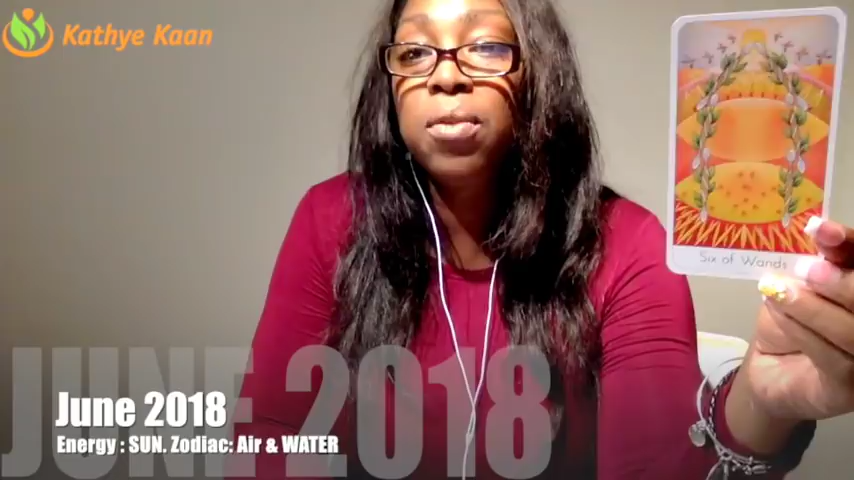 Kathye Kaan
Six of Wands
JUNE 2018
June 2018
Energy : SUN. Zodiac: Air & WATER